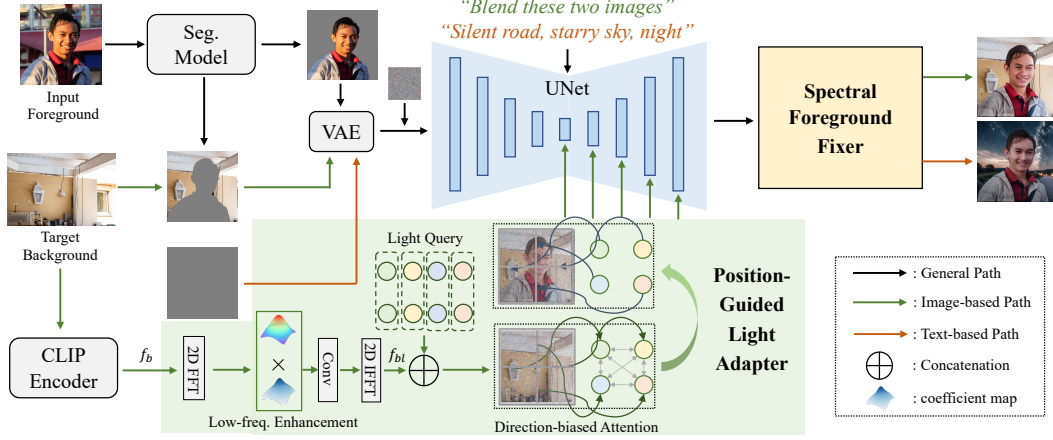 “Blend these two images”
“Silent road, starry sky, night”
Seg.
Model
Input
Foreground
VAE
UNet
Spectral
Foreground
Fixer
Target
Background
Light Query
Position-
Guided
Light
Adapter
CLIP
Encoder
f_b
2D FFT
×
Conv
2D IFFT
f_bl
Low-freq. Enhancement
Direction-biased Attention
: General Path
: Image-based Path
: Text-based Path
: Concatenation
: coefficient map